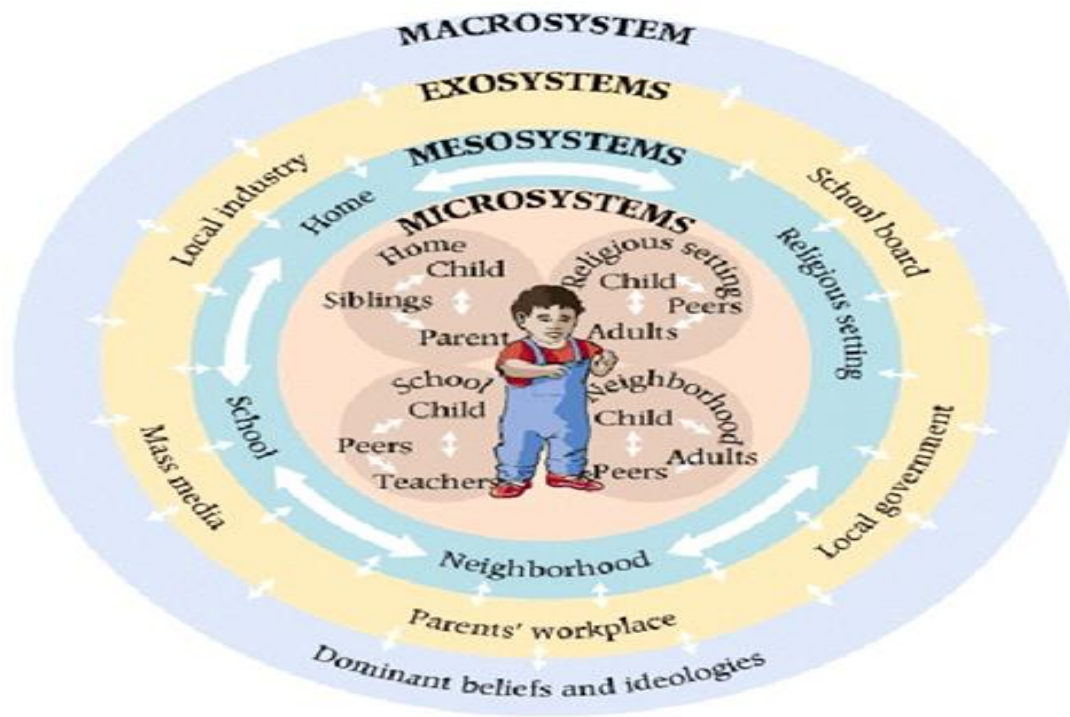 MACROSYSTEM
EXOSYSTEMS
MESOSYSTEMS
MICROSYSTEMS
Local industry
School board
Mass media
Local government
Parents' workplace
Dominant beliefs and ideologies
Home
Religious setting
School
Neighborhood
Home
Child
Siblings
Parent
Religious setting
Child
Peers
Adults
School
Child
Peers
Teachers
Neighborhood
Child
Adults
Peers